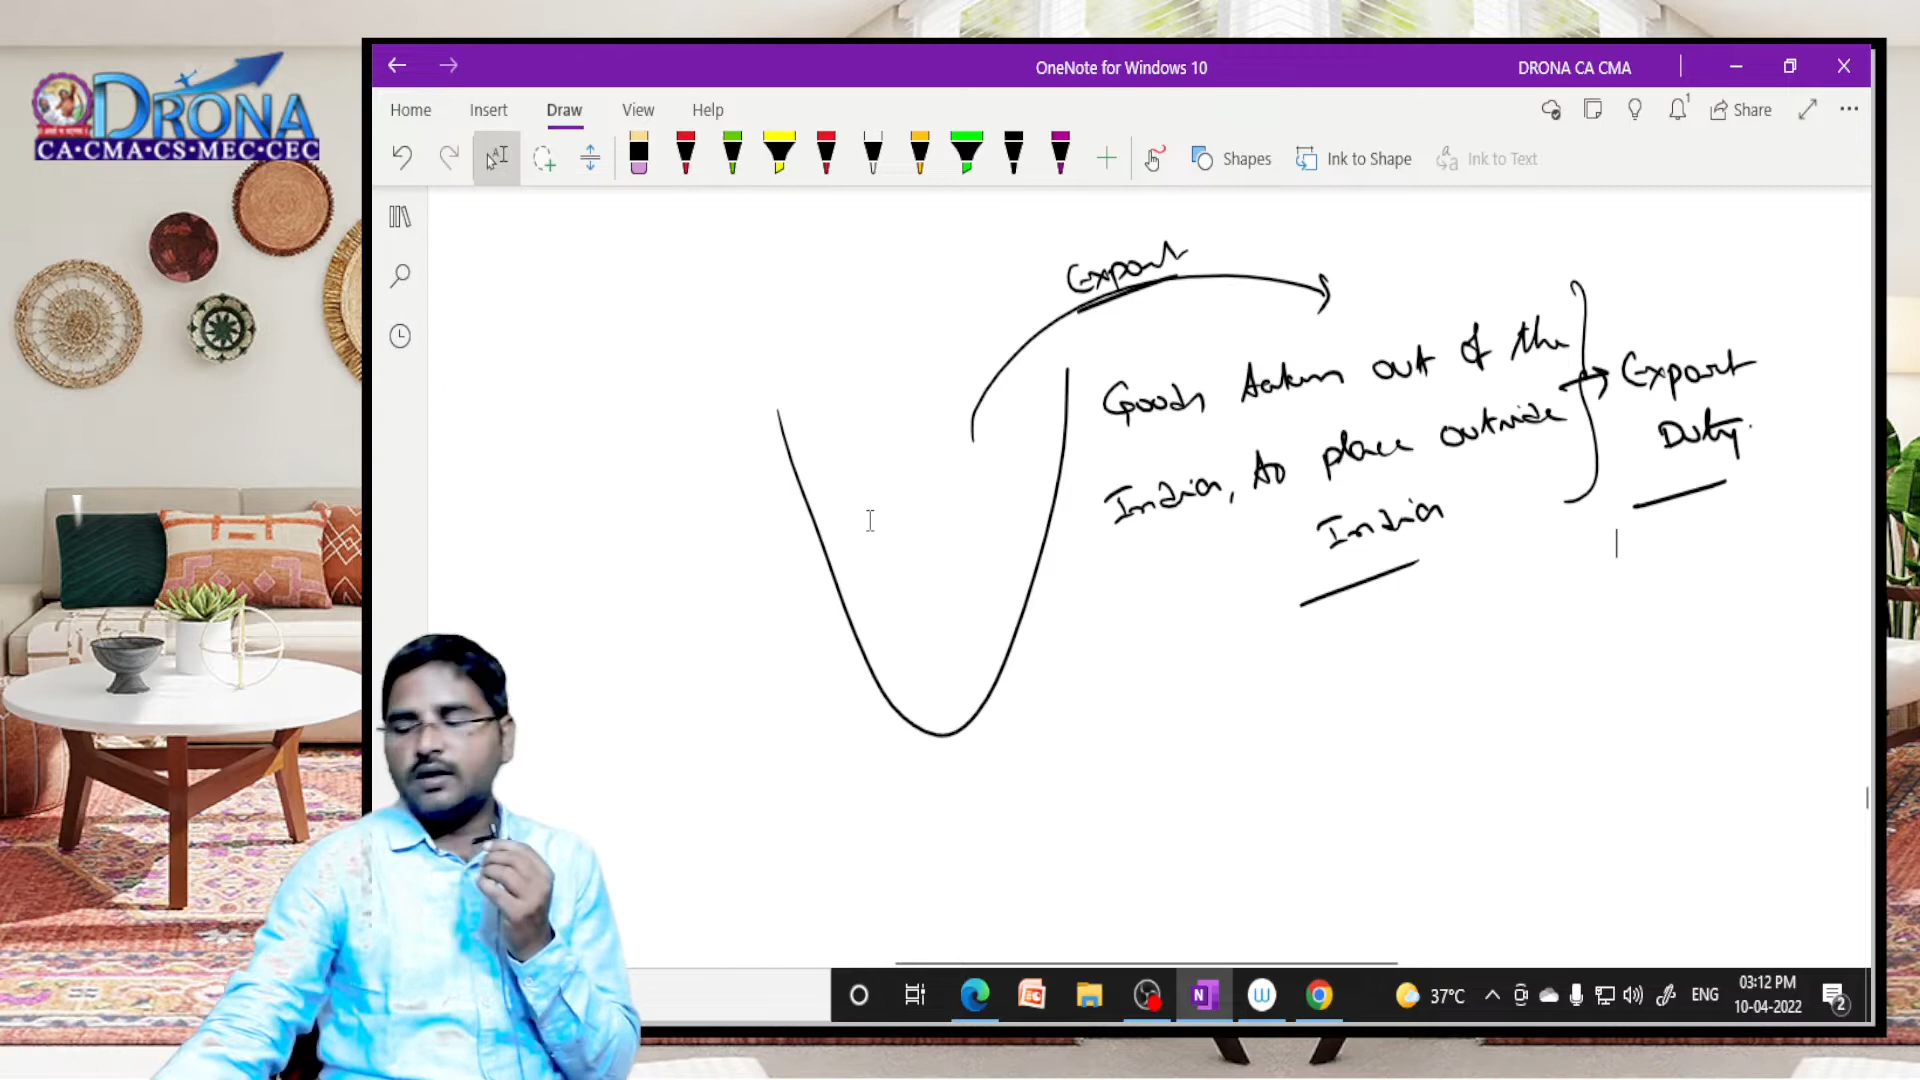 DRONA
CA•CMA•CS•MEC•CEC
OneNote for Windows 10
DRONA CA CMA
Home Insert Draw View Help
Share
Shapes
Ink to Shape
Ink to Text
Export
Goods taken out of the
India, to place outside
India
Export
Duty.
37°C
ENG
03:12 PM
10-04-2022